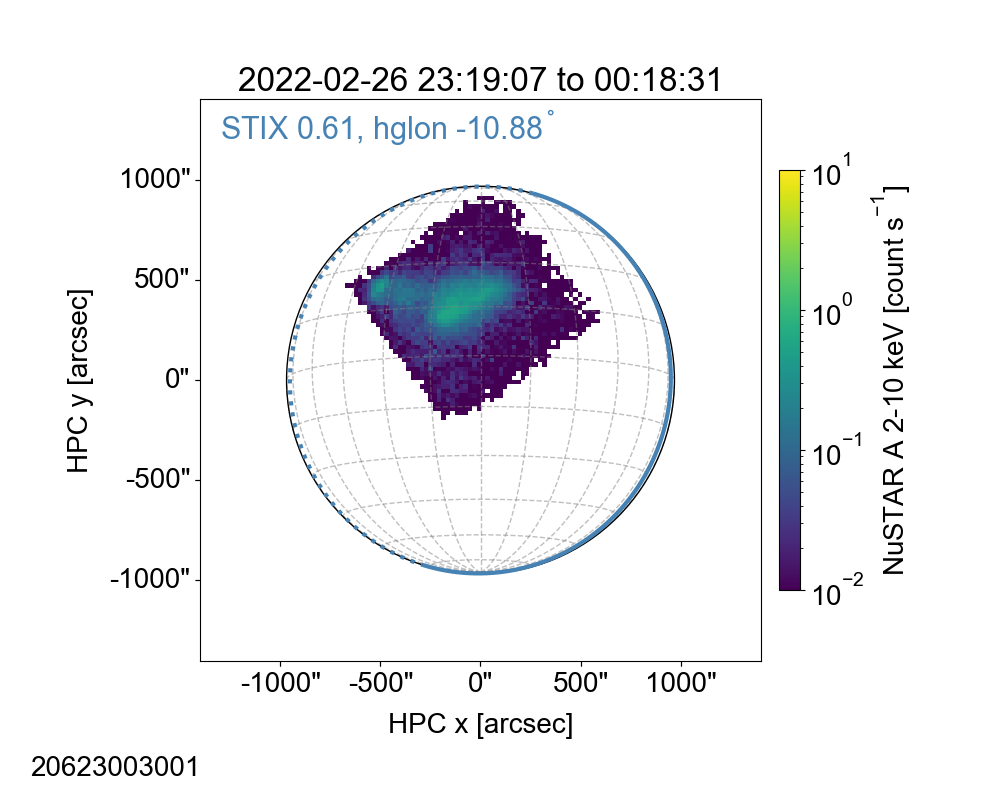 2022-02-26 23:19:07 to 00:18:31
STIX 0.61, hglon -10.88°
1000"
500"
0"
-500"
-1000"
HPC y [arcsec]
-1000" -500" 0" 500" 1000"
HPC x [arcsec]
10¹
10⁰
10⁻¹
10⁻²
NuSTAR A 2-10 keV [count s⁻¹]
20623003001